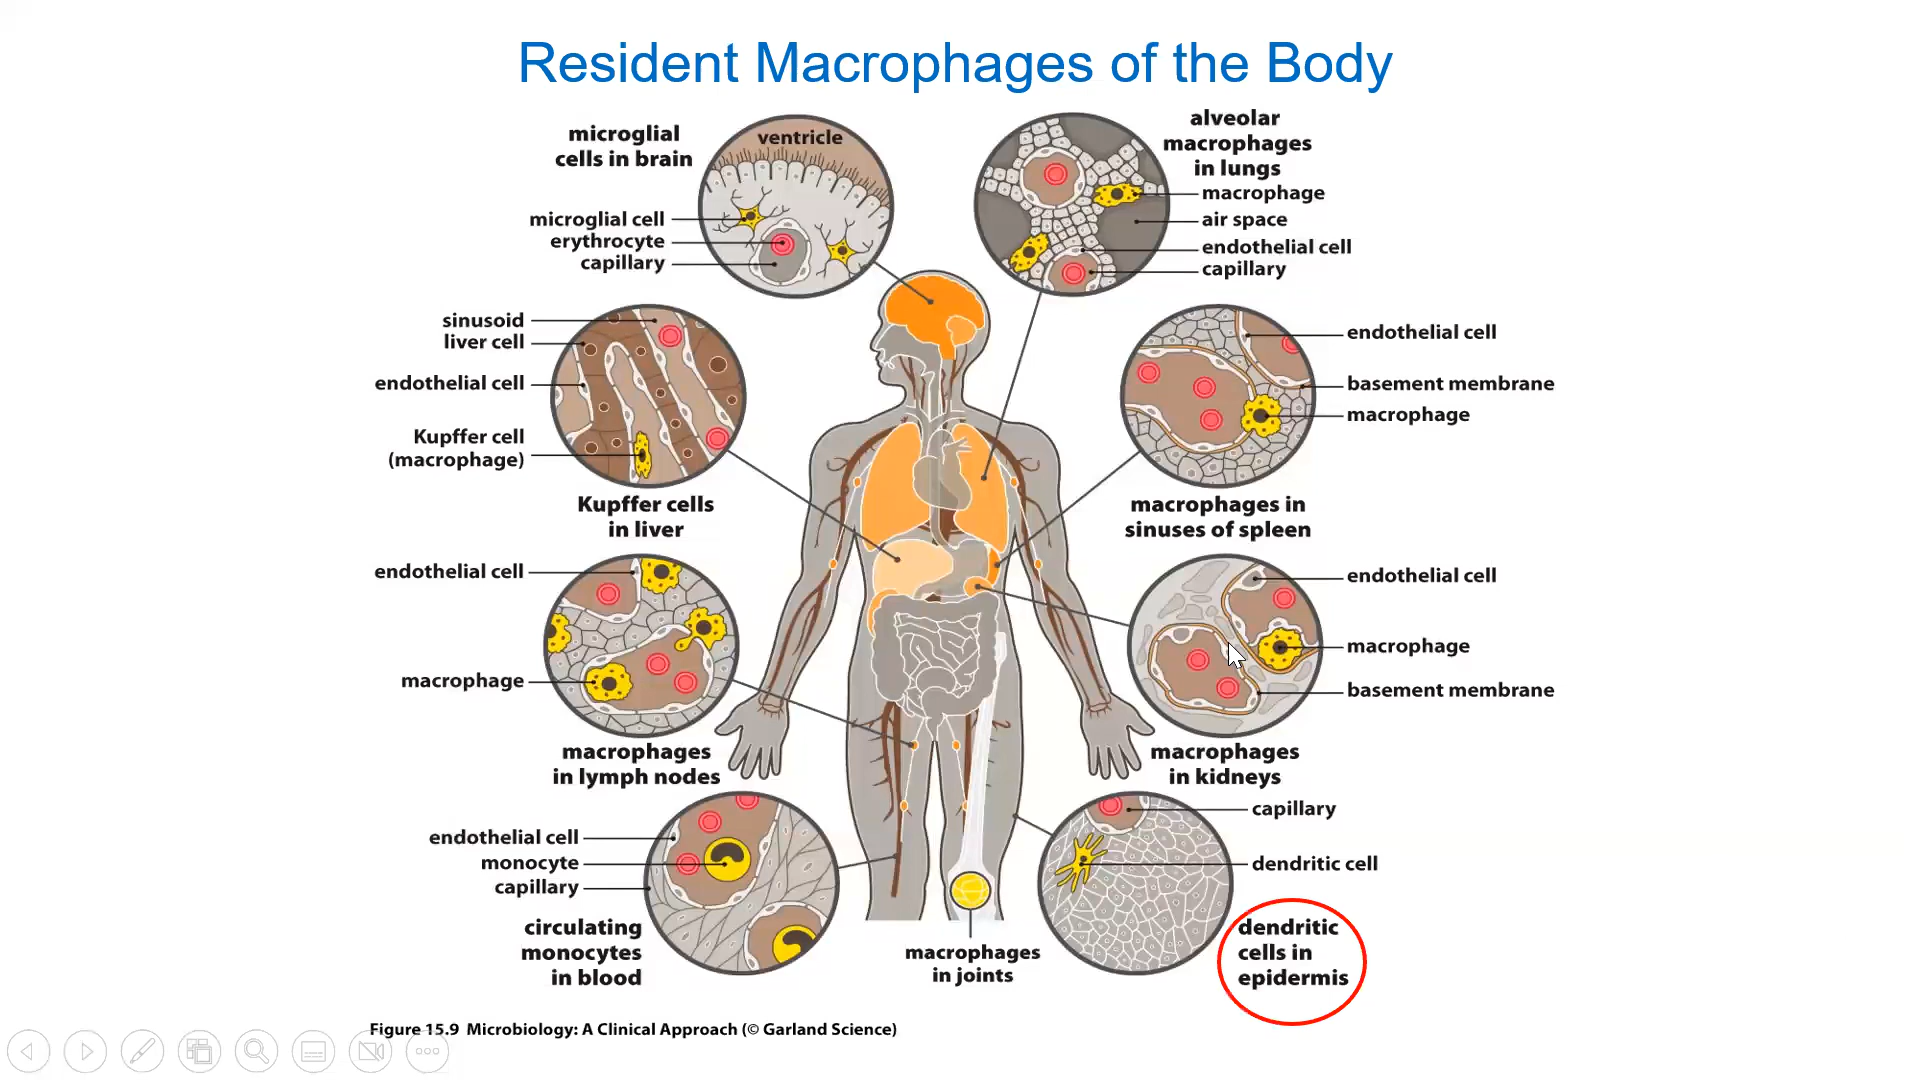 Resident Macrophages of the Body
microglial
cells in brain
ventricle
microglial cell
erythrocyte
capillary
alveolar
macrophages
in lungs
macrophage
air space
endothelial cell
capillary
sinusoid
liver cell
endothelial cell
Kupffer cell
(macrophage)
Kupffer cells
in liver
endothelial cell
basement membrane
macrophage
macrophages in
sinuses of spleen
endothelial cell
macrophage
macrophages
in lymph nodes
endothelial cell
macrophage
basement membrane
macrophages
in kidneys
endothelial cell
monocyte
capillary
circulating
monocytes
in blood
macrophages
in joints
capillary
dendritic cell
dendritic
cells in
epidermis
Figure 15.9 Microbiology: A Clinical Approach (© Garland Science)